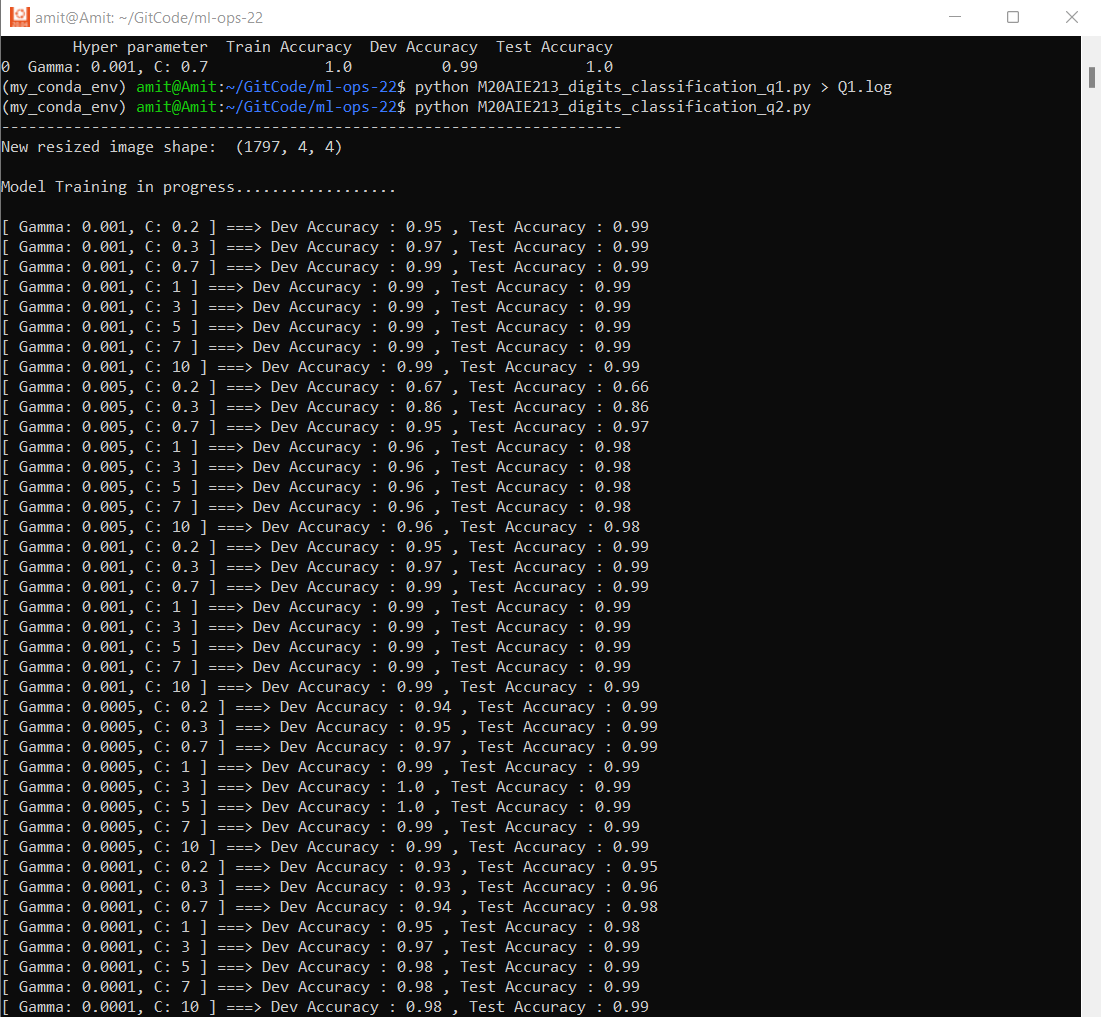 amit@Amit: ~/GitCode/ml-ops-22
Hyper parameter Train Accuracy Dev Accuracy Test Accuracy
0 Gamma: 0.001, C: 0.7 1.0 0.99 1.0
(my_conda_env) amit@Amit:~/GitCode/ml-ops-22$ python M20AIE213_digits_classification_q1.py > Q1.log
(my_conda_env) amit@Amit:~/GitCode/ml-ops-22$ python M20AIE213_digits_classification_q2.py
---------------------------------------------------------------------
New resized image shape: (1797, 4, 4)
Model Training in progress..................
[ Gamma: 0.001, C: 0.2 ] ===> Dev Accuracy : 0.95 , Test Accuracy : 0.99
[ Gamma: 0.001, C: 0.3 ] ===> Dev Accuracy : 0.97 , Test Accuracy : 0.99
[ Gamma: 0.001, C: 0.7 ] ===> Dev Accuracy : 0.99 , Test Accuracy : 0.99
[ Gamma: 0.001, C: 1 ] ===> Dev Accuracy : 0.99 , Test Accuracy : 0.99
[ Gamma: 0.001, C: 3 ] ===> Dev Accuracy : 0.99 , Test Accuracy : 0.99
[ Gamma: 0.001, C: 5 ] ===> Dev Accuracy : 0.99 , Test Accuracy : 0.99
[ Gamma: 0.001, C: 7 ] ===> Dev Accuracy : 0.99 , Test Accuracy : 0.99
[ Gamma: 0.001, C: 10 ] ===> Dev Accuracy : 0.99 , Test Accuracy : 0.99
[ Gamma: 0.005, C: 0.2 ] ===> Dev Accuracy : 0.67 , Test Accuracy : 0.66
[ Gamma: 0.005, C: 0.3 ] ===> Dev Accuracy : 0.86 , Test Accuracy : 0.86
[ Gamma: 0.005, C: 0.7 ] ===> Dev Accuracy : 0.95 , Test Accuracy : 0.97
[ Gamma: 0.005, C: 1 ] ===> Dev Accuracy : 0.96 , Test Accuracy : 0.98
[ Gamma: 0.005, C: 3 ] ===> Dev Accuracy : 0.96 , Test Accuracy : 0.98
[ Gamma: 0.005, C: 5 ] ===> Dev Accuracy : 0.96 , Test Accuracy : 0.98
[ Gamma: 0.005, C: 7 ] ===> Dev Accuracy : 0.96 , Test Accuracy : 0.98
[ Gamma: 0.005, C: 10 ] ===> Dev Accuracy : 0.96 , Test Accuracy : 0.98
[ Gamma: 0.001, C: 0.2 ] ===> Dev Accuracy : 0.95 , Test Accuracy : 0.99
[ Gamma: 0.001, C: 0.3 ] ===> Dev Accuracy : 0.97 , Test Accuracy : 0.99
[ Gamma: 0.001, C: 0.7 ] ===> Dev Accuracy : 0.99 , Test Accuracy : 0.99
[ Gamma: 0.001, C: 1 ] ===> Dev Accuracy : 0.99 , Test Accuracy : 0.99
[ Gamma: 0.001, C: 3 ] ===> Dev Accuracy : 0.99 , Test Accuracy : 0.99
[ Gamma: 0.001, C: 5 ] ===> Dev Accuracy : 0.99 , Test Accuracy : 0.99
[ Gamma: 0.001, C: 7 ] ===> Dev Accuracy : 0.99 , Test Accuracy : 0.99
[ Gamma: 0.001, C: 10 ] ===> Dev Accuracy : 0.99 , Test Accuracy : 0.99
[ Gamma: 0.0005, C: 0.2 ] ===> Dev Accuracy : 0.94 , Test Accuracy : 0.99
[ Gamma: 0.0005, C: 0.3 ] ===> Dev Accuracy : 0.95 , Test Accuracy : 0.99
[ Gamma: 0.0005, C: 0.7 ] ===> Dev Accuracy : 0.97 , Test Accuracy : 0.99
[ Gamma: 0.0005, C: 1 ] ===> Dev Accuracy : 0.99 , Test Accuracy : 0.99
[ Gamma: 0.0005, C: 3 ] ===> Dev Accuracy : 1.0 , Test Accuracy : 0.99
[ Gamma: 0.0005, C: 5 ] ===> Dev Accuracy : 1.0 , Test Accuracy : 0.99
[ Gamma: 0.0005, C: 7 ] ===> Dev Accuracy : 0.99 , Test Accuracy : 0.99
[ Gamma: 0.0005, C: 10 ] ===> Dev Accuracy : 0.99 , Test Accuracy : 0.99
[ Gamma: 0.0001, C: 0.2 ] ===> Dev Accuracy : 0.93 , Test Accuracy : 0.95
[ Gamma: 0.0001, C: 0.3 ] ===> Dev Accuracy : 0.93 , Test Accuracy : 0.96
[ Gamma: 0.0001, C: 0.7 ] ===> Dev Accuracy : 0.94 , Test Accuracy : 0.98
[ Gamma: 0.0001, C: 1 ] ===> Dev Accuracy : 0.95 , Test Accuracy : 0.98
[ Gamma: 0.0001, C: 3 ] ===> Dev Accuracy : 0.97 , Test Accuracy : 0.99
[ Gamma: 0.0001, C: 5 ] ===> Dev Accuracy : 0.98 , Test Accuracy : 0.99
[ Gamma: 0.0001, C: 7 ] ===> Dev Accuracy : 0.98 , Test Accuracy : 0.99
[ Gamma: 0.0001, C: 10 ] ===> Dev Accuracy : 0.98 , Test Accuracy : 0.99